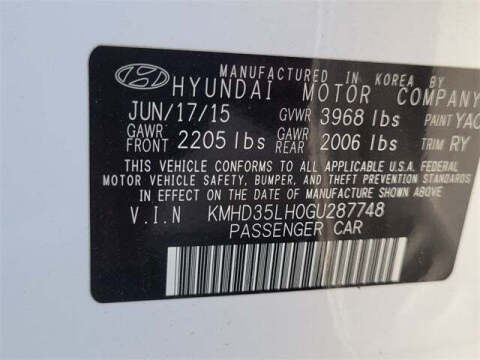 MANUFACTURED IN KOREA BY
HYUNDAI MOTOR COMPANY
JUN/17/15 GVWR 3968 lbs PAINT YAC
GAWR FRONT 2205 lbs GAWR REAR 2006 lbs TRIM RY
THIS VEHICLE CONFORMS TO ALL APPLICABLE U.S.A. FEDERAL
MOTOR VEHICLE SAFETY, BUMPER, AND THEFT PREVENTION STANDARDS
IN EFFECT ON THE DATE OF MANUFACTURE SHOWN ABOVE.
V.I.N KMHD35LH0GU287748
PASSENGER CAR